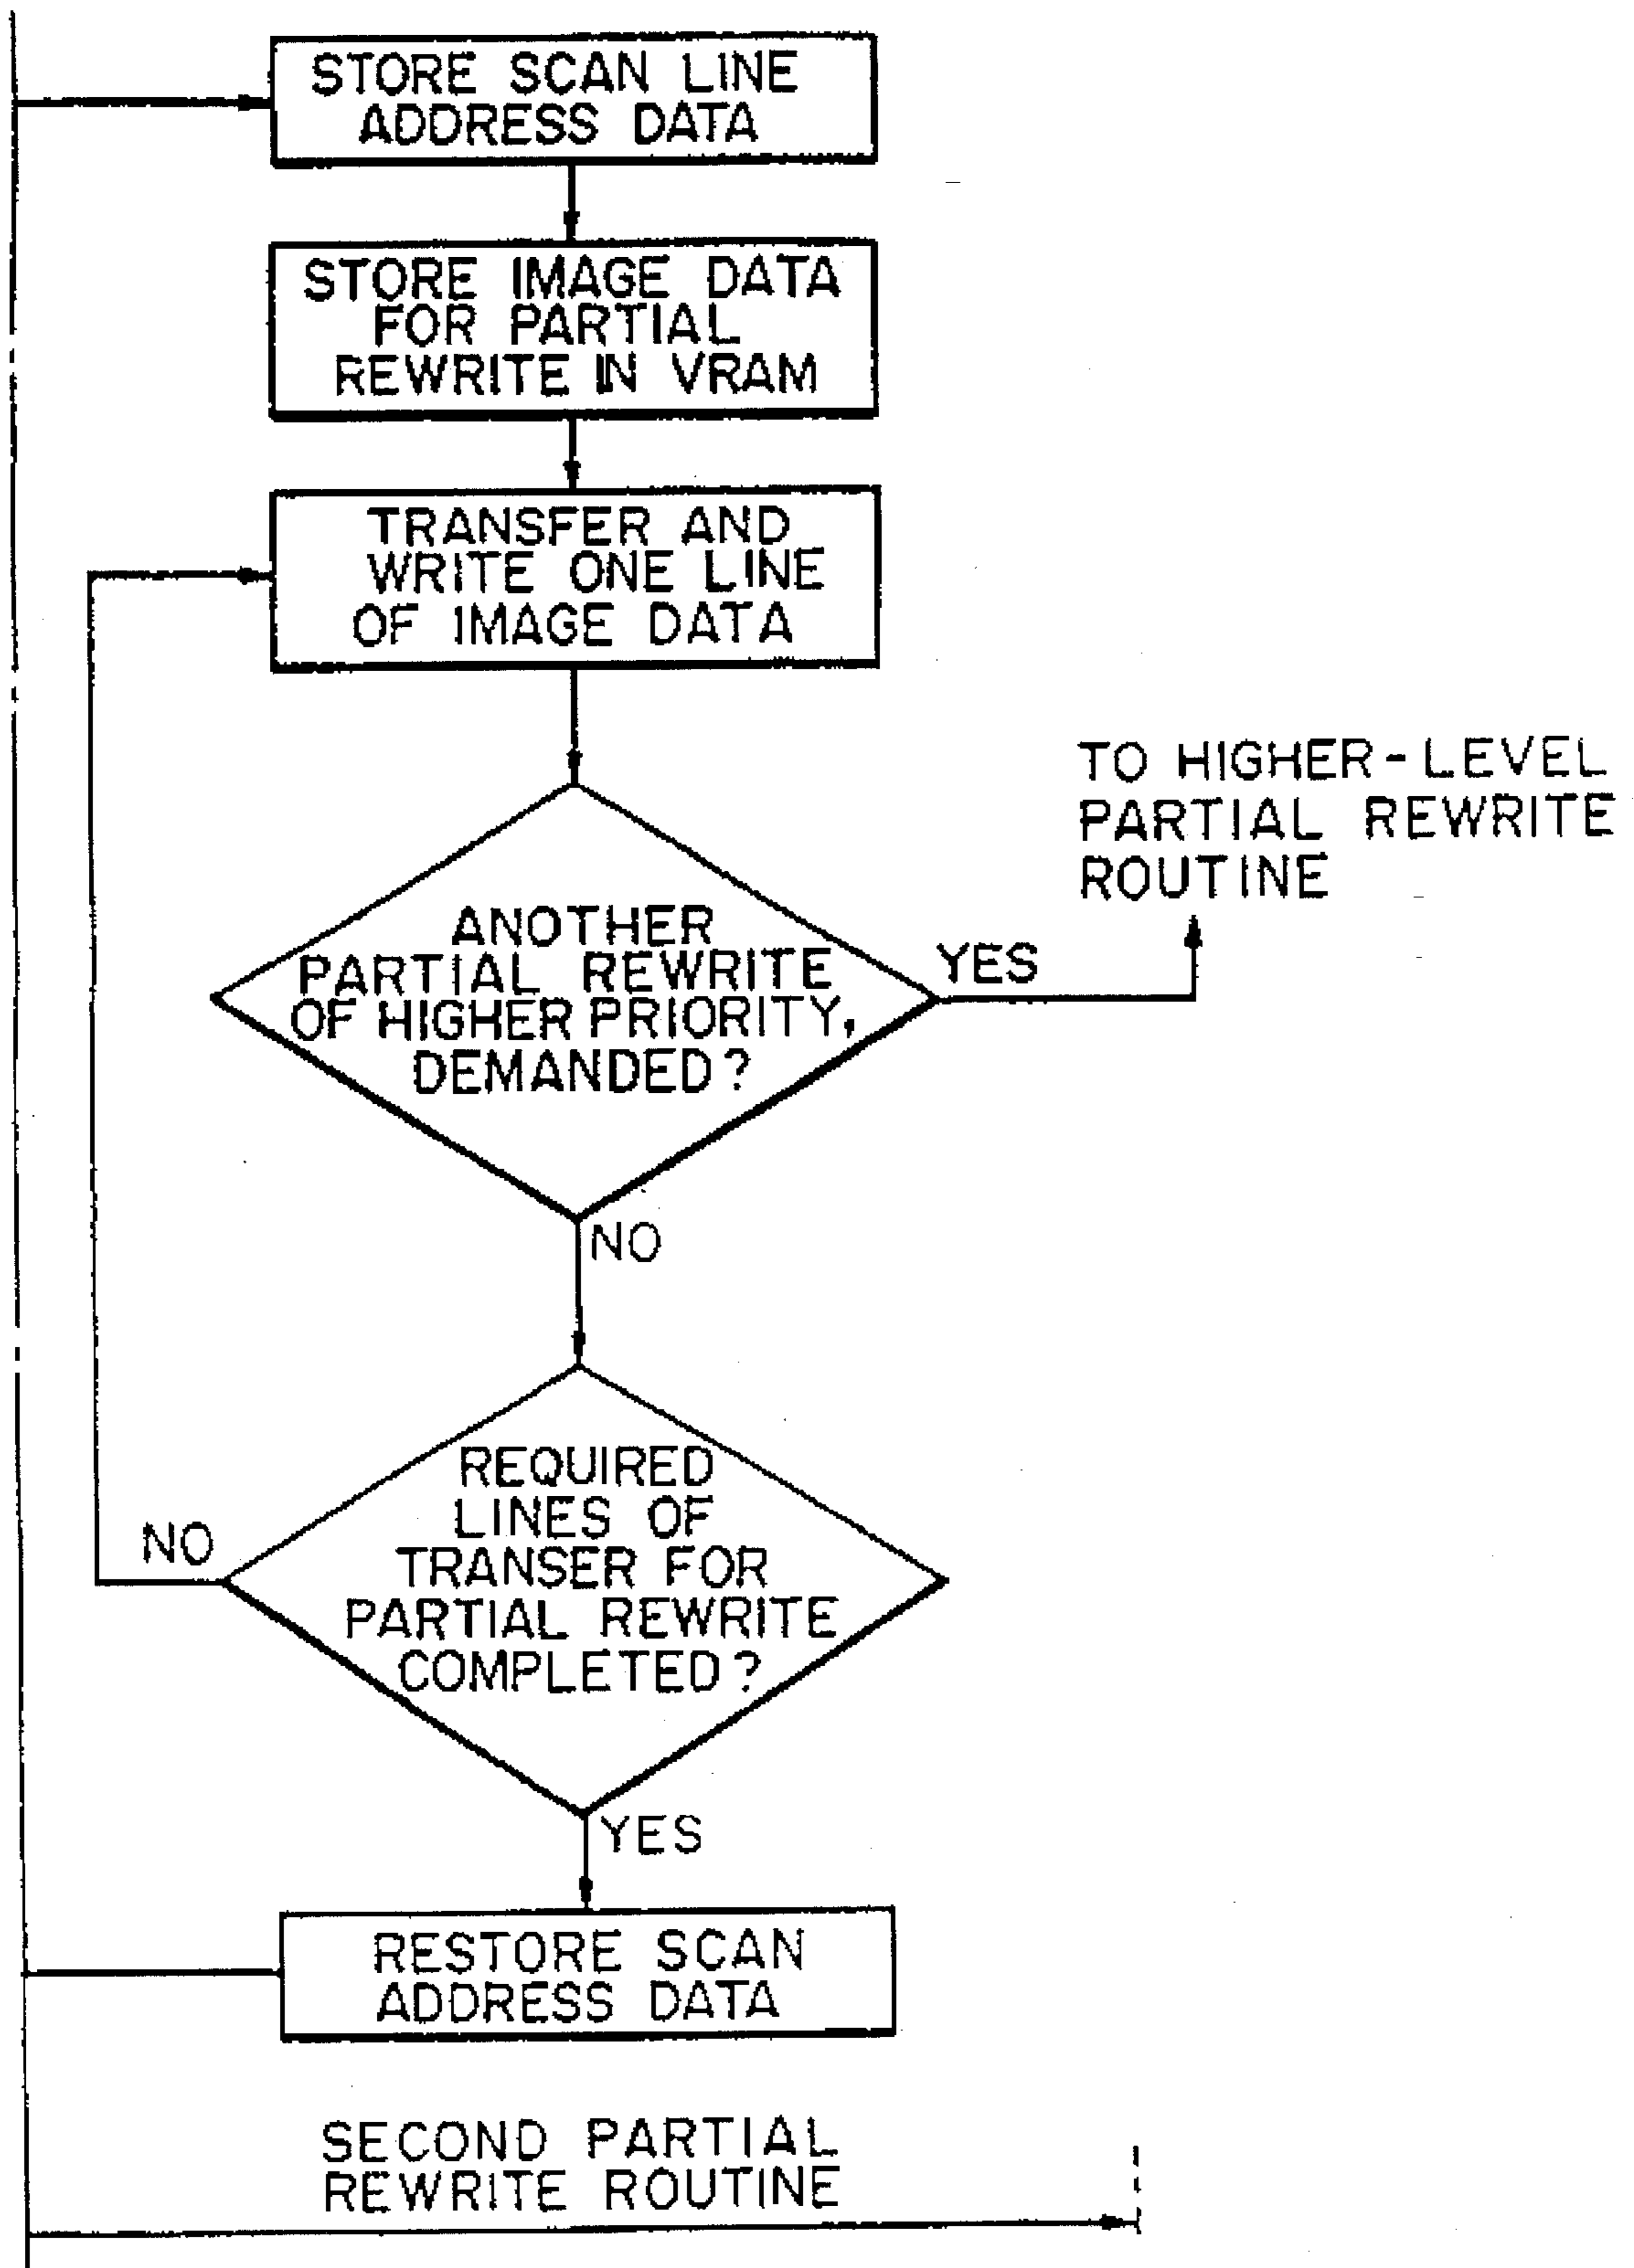 STORE SCAN LINE
ADDRESS DATA
STORE IMAGE DATA
FOR PARTIAL
REWRITE IN VRAM
TRANSFER AND
WRITE ONE LINE
OF IMAGE DATA
TO HIGHER-LEVEL
PARTIAL REWRITE
ROUTINE
ANOTHER
PARTIAL REWRITE
OF HIGHER PRIORITY,
DEMANDED?
YES
NO
REQUIRED
LINES OF
TRANSER FOR
PARTIAL REWRITE
COMPLETED?
NO
YES
RESTORE SCAN
ADDRESS DATA
SECOND PARTIAL
REWRITE ROUTINE